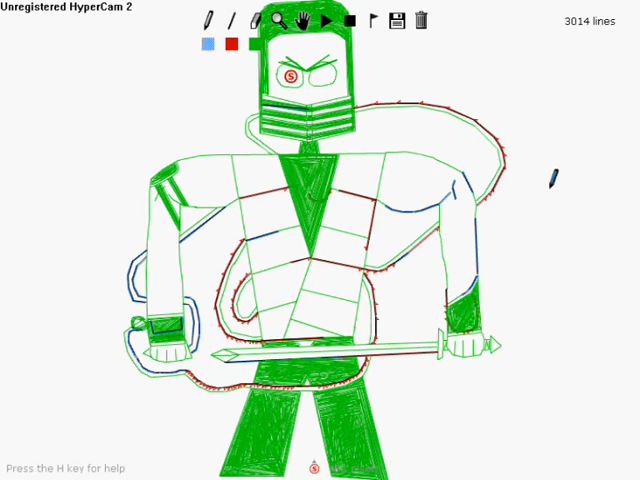 Unregistered HyperCam 2
3014 lines
S
Press the H key for help
S